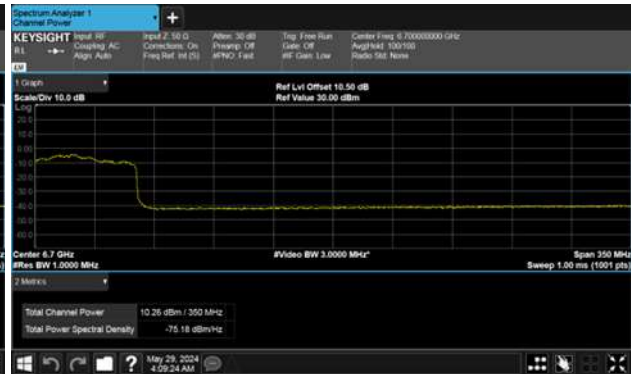 Spectrum Analyzer 1
Channel Power
+
KEYSIGHT Input: RF
Coupling: AC
Align: Auto
Input Z: 50 Ω
Corrections: On
Freq Ref: Int (S)
Atten: 30 dB
Preamp: Off
#PNO: Fast
Trig: Free Run
Gate: Off
#IF Gain: Low
Center Freq: 6.700000000 GHz
Avg|Hold: 100/100
Radio Std: None
RL
LXI
1 Graph
Scale/Div 10.0 dB
Ref Lvl Offset 10.50 dB
Ref Value 30.00 dBm
Log
20.0
10.0
0.00
-10.0
-20.0
-30.0
-40.0
-50.0
-60.0
Center 6.7 GHz
#Video BW 3.0000 MHz*
Span 350 MHz
#Res BW 1.0000 MHz
Sweep 1.00 ms (1001 pts)
2 Metrics
Total Channel Power 10.26 dBm / 350 MHz
Total Power Spectral Density -75.18 dBm/Hz
?
May 29, 2024
4:09:24 AM